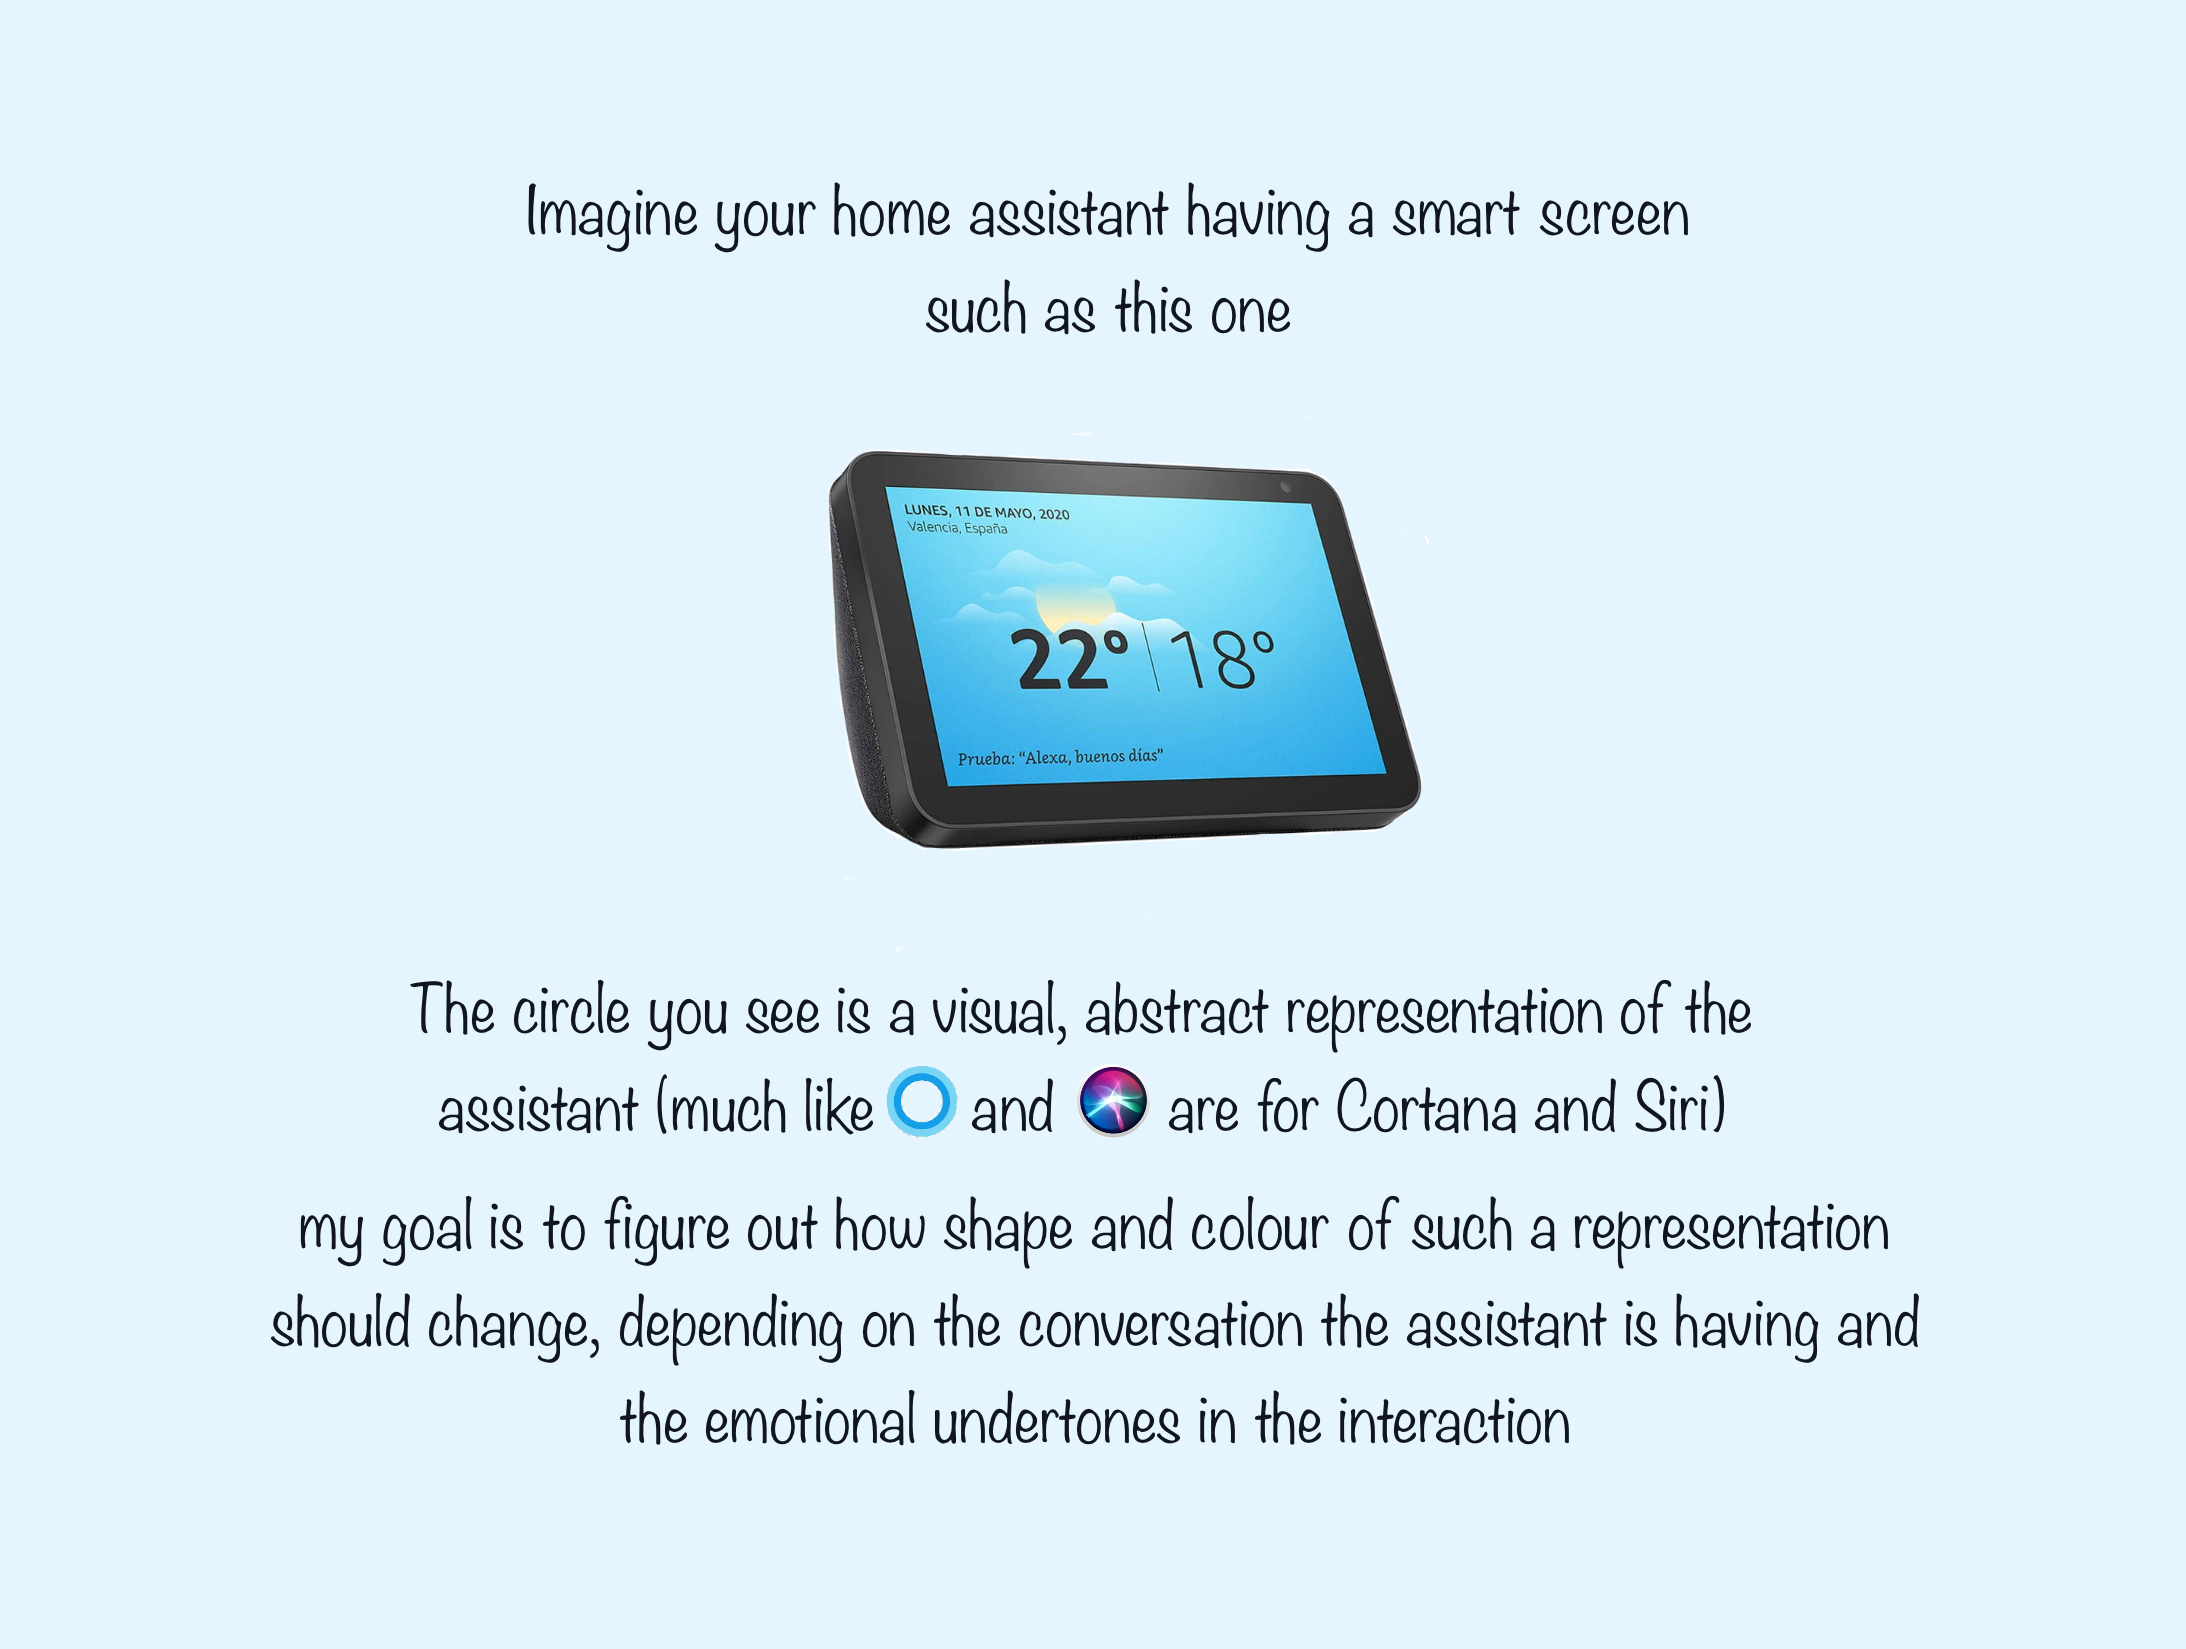 Imagine your home assistant having a smart screen
such as this one
LUNES, 11 DE MAYO, 2020
Valencia, España
22° 18°
Prueba: “Alexa, buenos días”
The circle you see is a visual, abstract representation of the
assistant (much like and are for Cortana and Siri)
my goal is to figure out how shape and colour of such a representation
should change, depending on the conversation the assistant is having and
the emotional undertones in the interaction